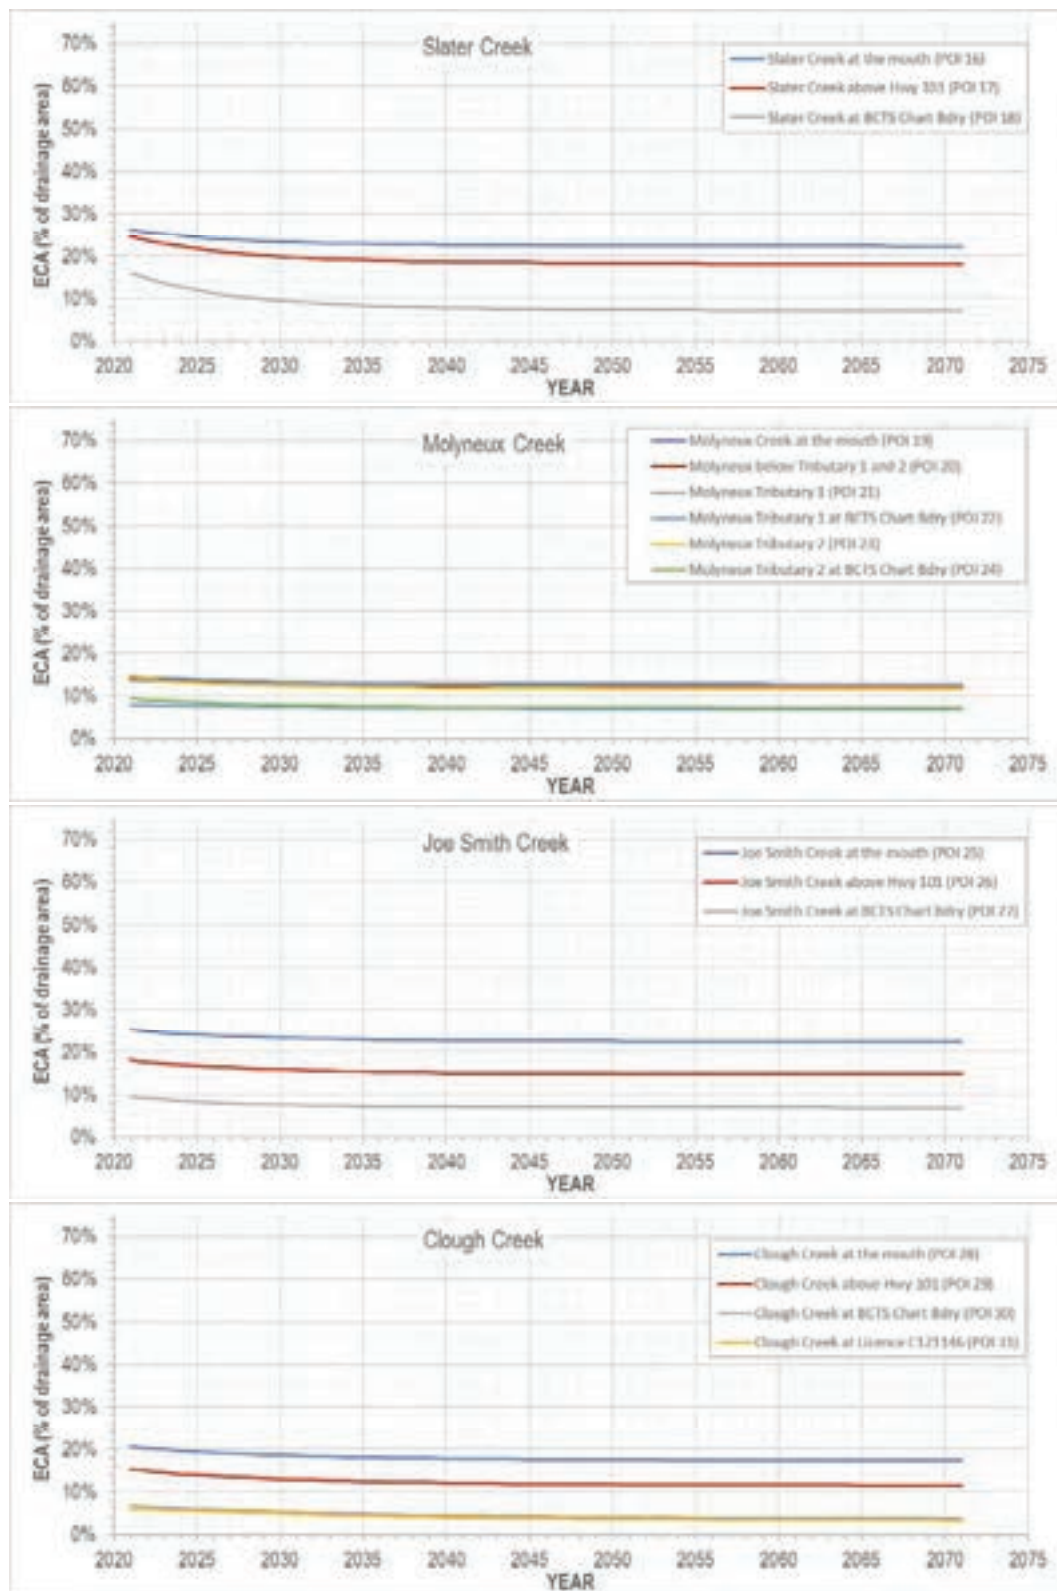 Slater Creek
Slater Creek at the mouth (POI 16)
Slater Creek above Hwy 101 (POI 17)
Slater Creek at BCTS Chart Bdry (POI 18)
ECA (% of drainage area)
70%
60%
50%
40%
30%
20%
10%
0%
2020 2025 2030 2035 2040 2045 2050 2055 2060 2065 2070 2075
YEAR
Molyneux Creek
Molyneux Creek at the mouth (POI 19)
Molyneux below Tributary 1 and 2 (POI 20)
Molyneux Tributary 1 (POI 21)
Molyneux Tributary 1 at BCTS Chart Bdry (POI 22)
Molyneux Tributary 2 (POI 23)
Molyneux Tributary 2 at BCTS Chart Bdry (POI 24)
ECA (% of drainage area)
70%
60%
50%
40%
30%
20%
10%
0%
2020 2025 2030 2035 2040 2045 2050 2055 2060 2065 2070 2075
YEAR
Joe Smith Creek
Joe Smith Creek at the mouth (POI 25)
Joe Smith Creek above Hwy 101 (POI 26)
Joe Smith Creek at BCTS Chart Bdry (POI 27)
ECA (% of drainage area)
70%
60%
50%
40%
30%
20%
10%
0%
2020 2025 2030 2035 2040 2045 2050 2055 2060 2065 2070 2075
YEAR
Clough Creek
Clough Creek at the mouth (POI 28)
Clough Creek above Hwy 101 (POI 29)
Clough Creek at BCTS Chart Bdry (POI 30)
Clough Creek at Licence (POI 31)
ECA (% of drainage area)
70%
60%
50%
40%
30%
20%
10%
0%
2020 2025 2030 2035 2040 2045 2050 2055 2060 2065 2070 2075
YEAR